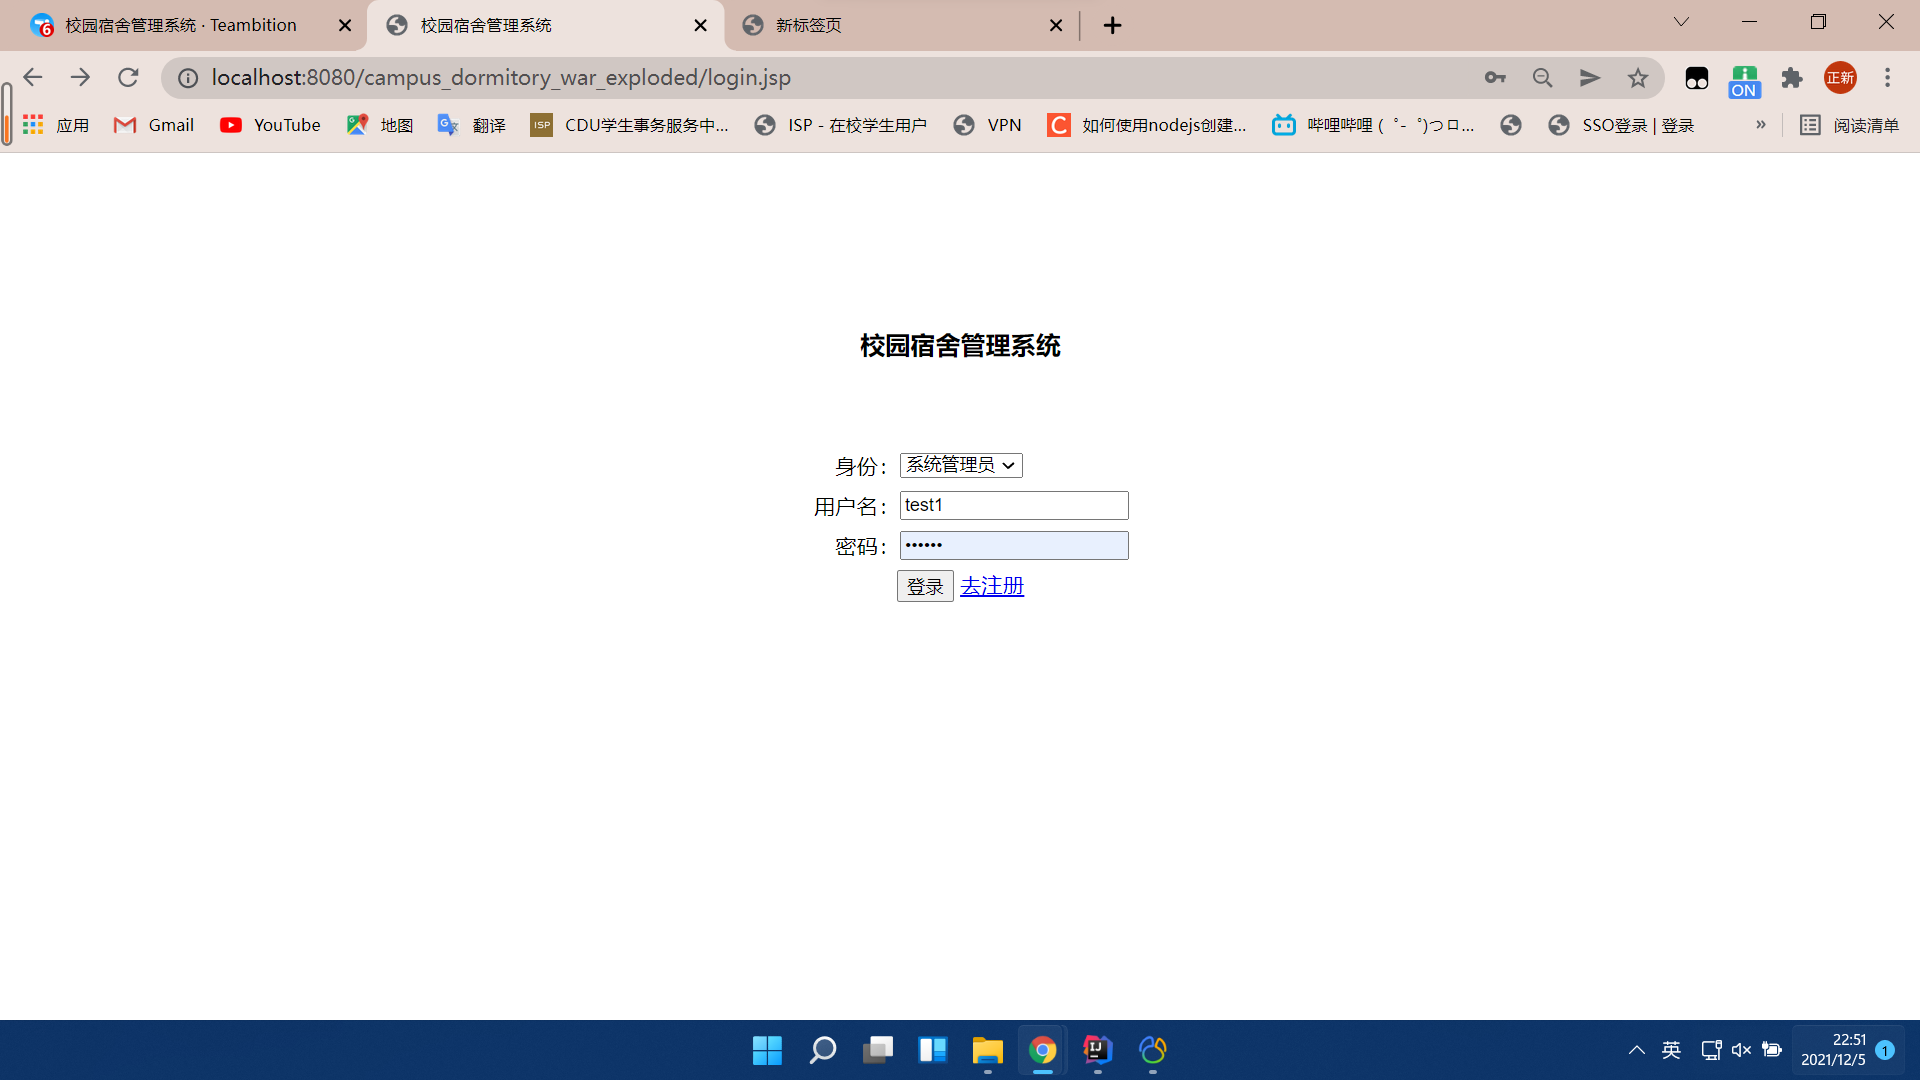 校园宿舍管理系统 · Teambition
校园宿舍管理系统
新标签页
localhost:8080/campus_dormitory_war_exploded/login.jsp
ON
正新
应用
Gmail
YouTube
地图
翻译
ISP
CDU学生事务服务中...
ISP - 在校学生用户
VPN
如何使用nodejs创建...
哔哩哔哩 ( ゜- ゜)つロ...
SSO登录 | 登录
»
阅读清单
校园宿舍管理系统
身份: 系统管理员
用户名: test1
密码: ••••••
登录 去注册
英
22:51
2021/12/5
1